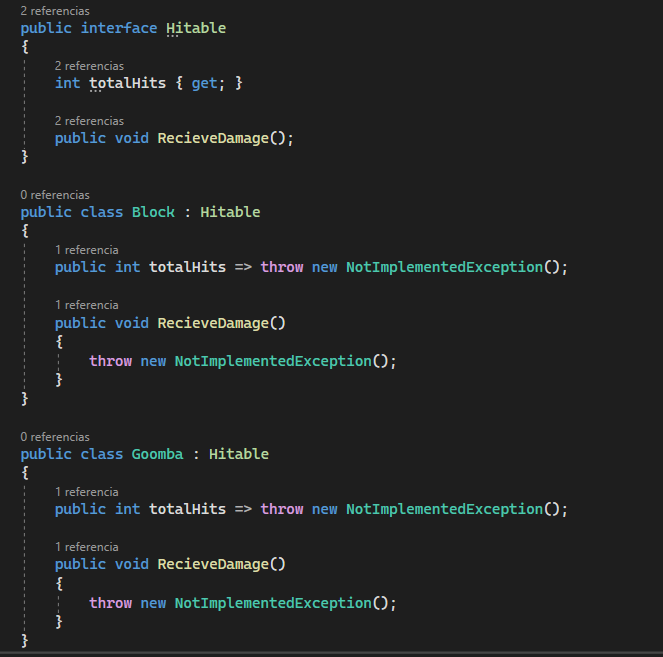 2 referencias
public interface Hitable
{
2 referencias
int totalHits { get; }
2 referencias
public void RecieveDamage();
}
0 referencias
public class Block : Hitable
{
1 referencia
public int totalHits => throw new NotImplementedException();
1 referencia
public void RecieveDamage()
{
throw new NotImplementedException();
}
}
0 referencias
public class Goomba : Hitable
{
1 referencia
public int totalHits => throw new NotImplementedException();
1 referencia
public void RecieveDamage()
{
throw new NotImplementedException();
}
}